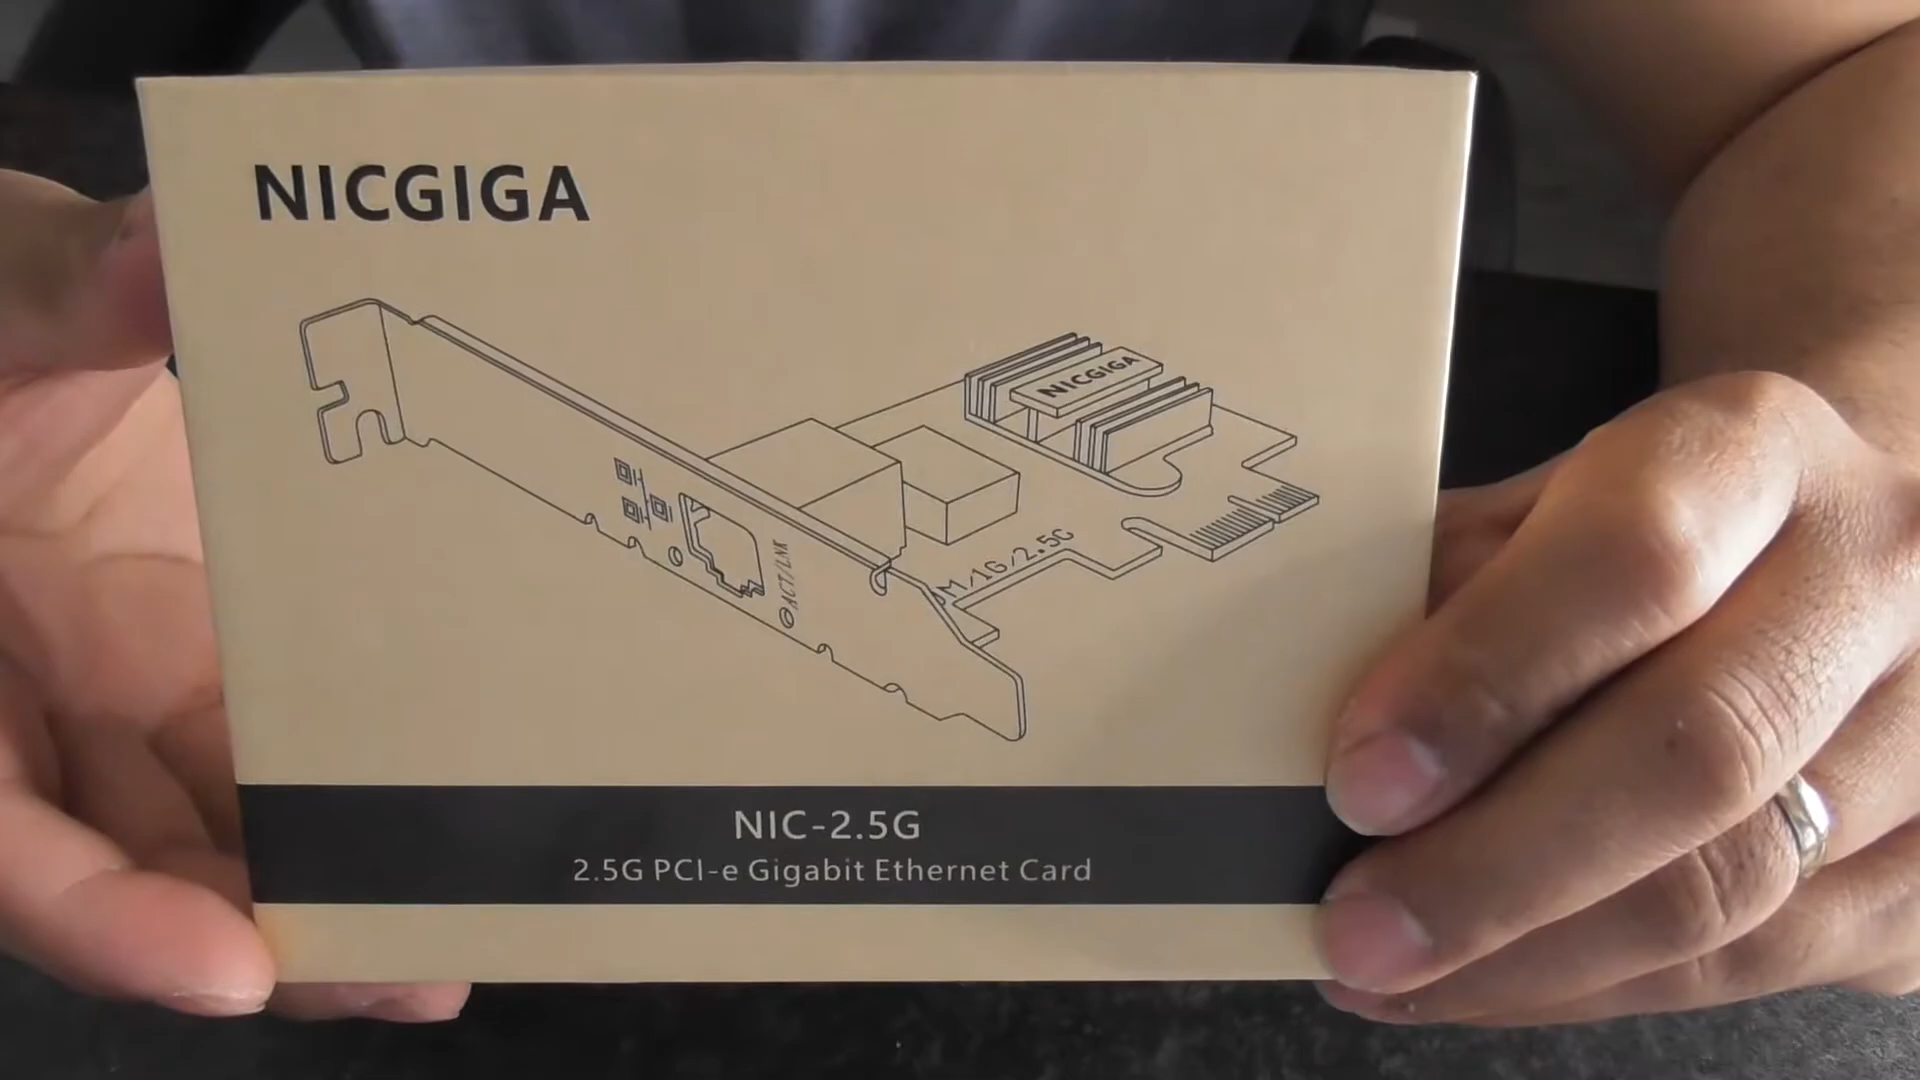 NICGIGA
NICGIGA
M/1G/2.5G
ACT/LNK
NIC-2.5G
2.5G PCI-e Gigabit Ethernet Card